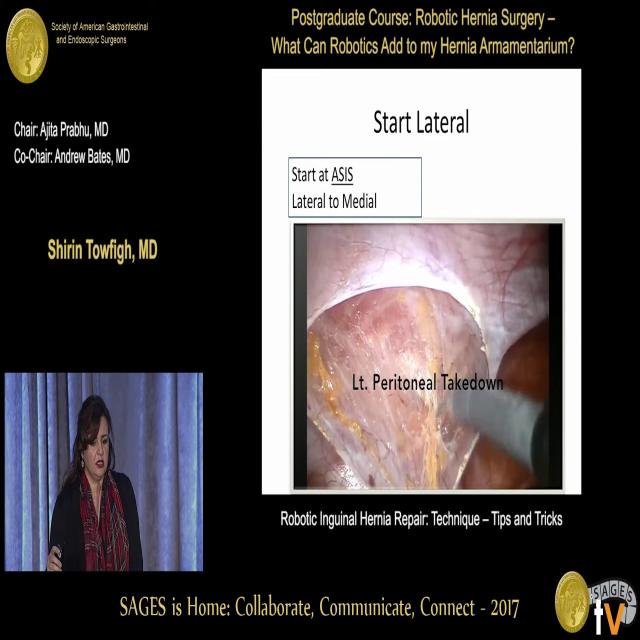 Society of American Gastrointestinal
and Endoscopic Surgeons
Postgraduate Course: Robotic Hernia Surgery –
What Can Robotics Add to my Hernia Armamentarium?
Chair: Ajita Prabhu, MD
Co-Chair: Andrew Bates, MD
Shirin Towfigh, MD
Start Lateral
Start at ASIS
Lateral to Medial
Lt. Peritoneal Takedown
Robotic Inguinal Hernia Repair: Technique – Tips and Tricks
SAGES is Home: Collaborate, Communicate, Connect - 2017
SAGES
tv